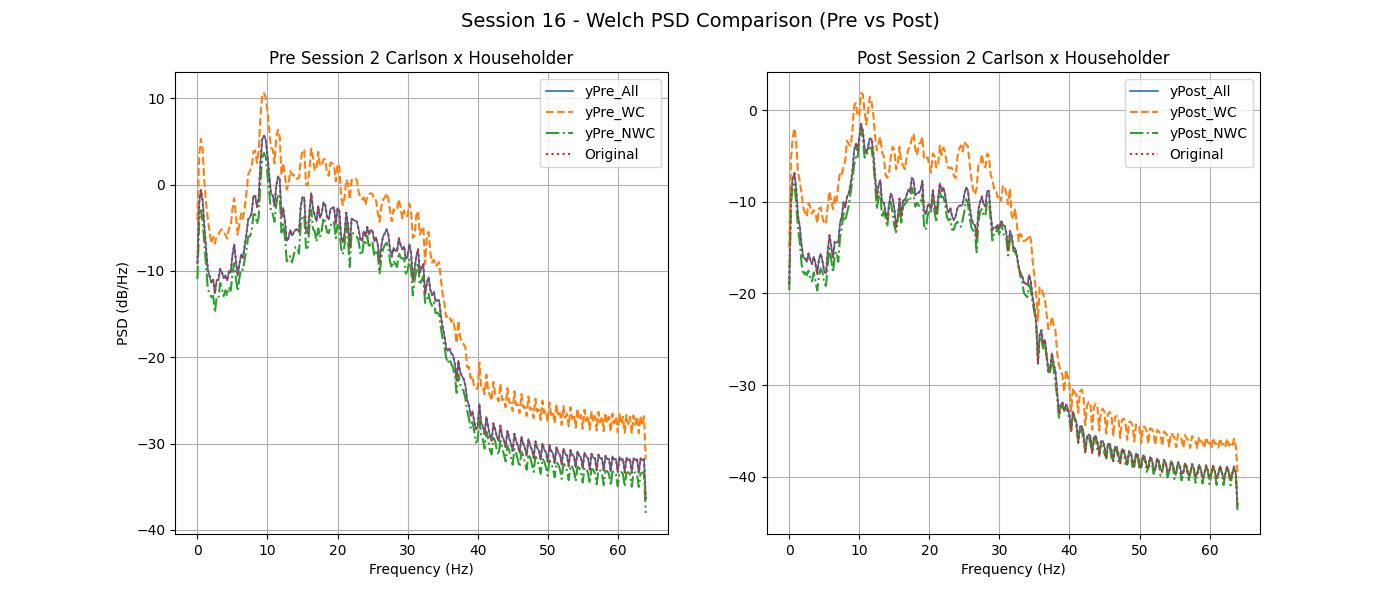 Session 16 - Welch PSD Comparison (Pre vs Post)
Pre Session 2 Carlson x Householder
yPre_All
yPre_WC
yPre_NWC
Original
10
0
−10
−20
−30
−40
PSD (dB/Hz)
0 10 20 30 40 50 60
Frequency (Hz)
Post Session 2 Carlson x Householder
yPost_All
yPost_WC
yPost_NWC
Original
0
−10
−20
−30
−40
0 10 20 30 40 50 60
Frequency (Hz)